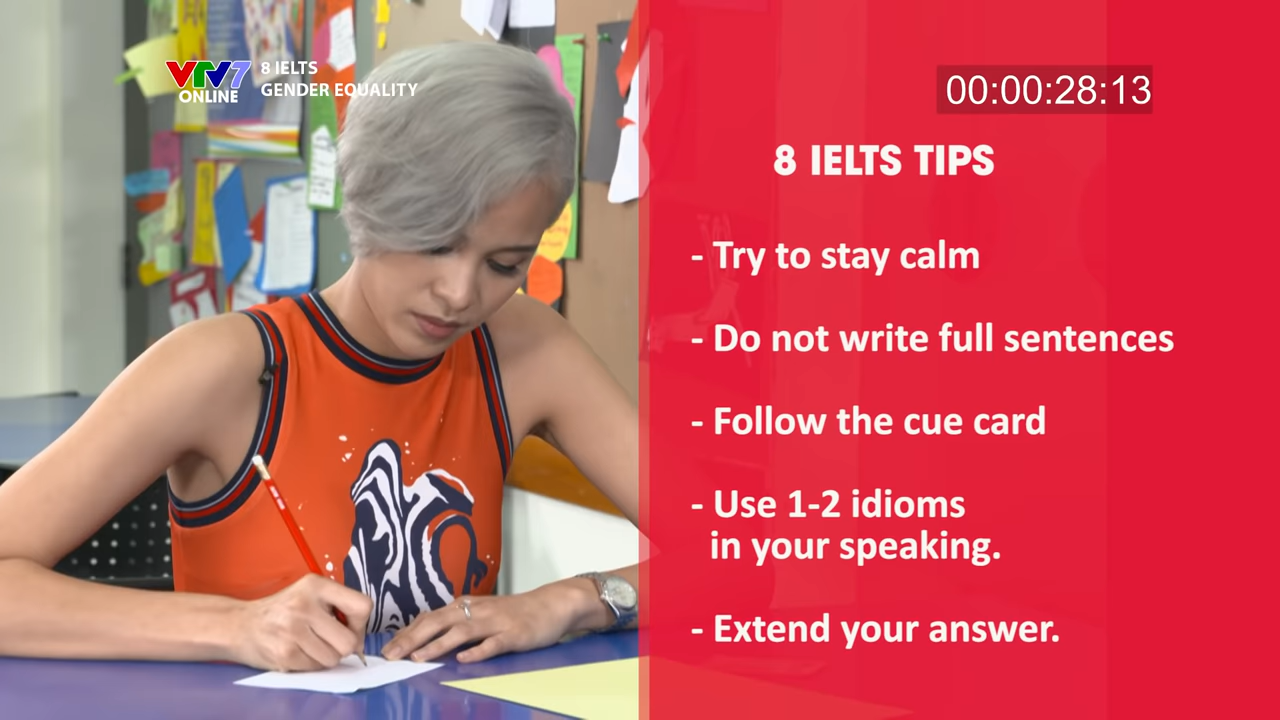 VTV7
ONLINE
8 IELTS
GENDER EQUALITY
00:00:28:13
8 IELTS TIPS
- Try to stay calm
- Do not write full sentences
- Follow the cue card
- Use 1-2 idioms
in your speaking.
- Extend your answer.